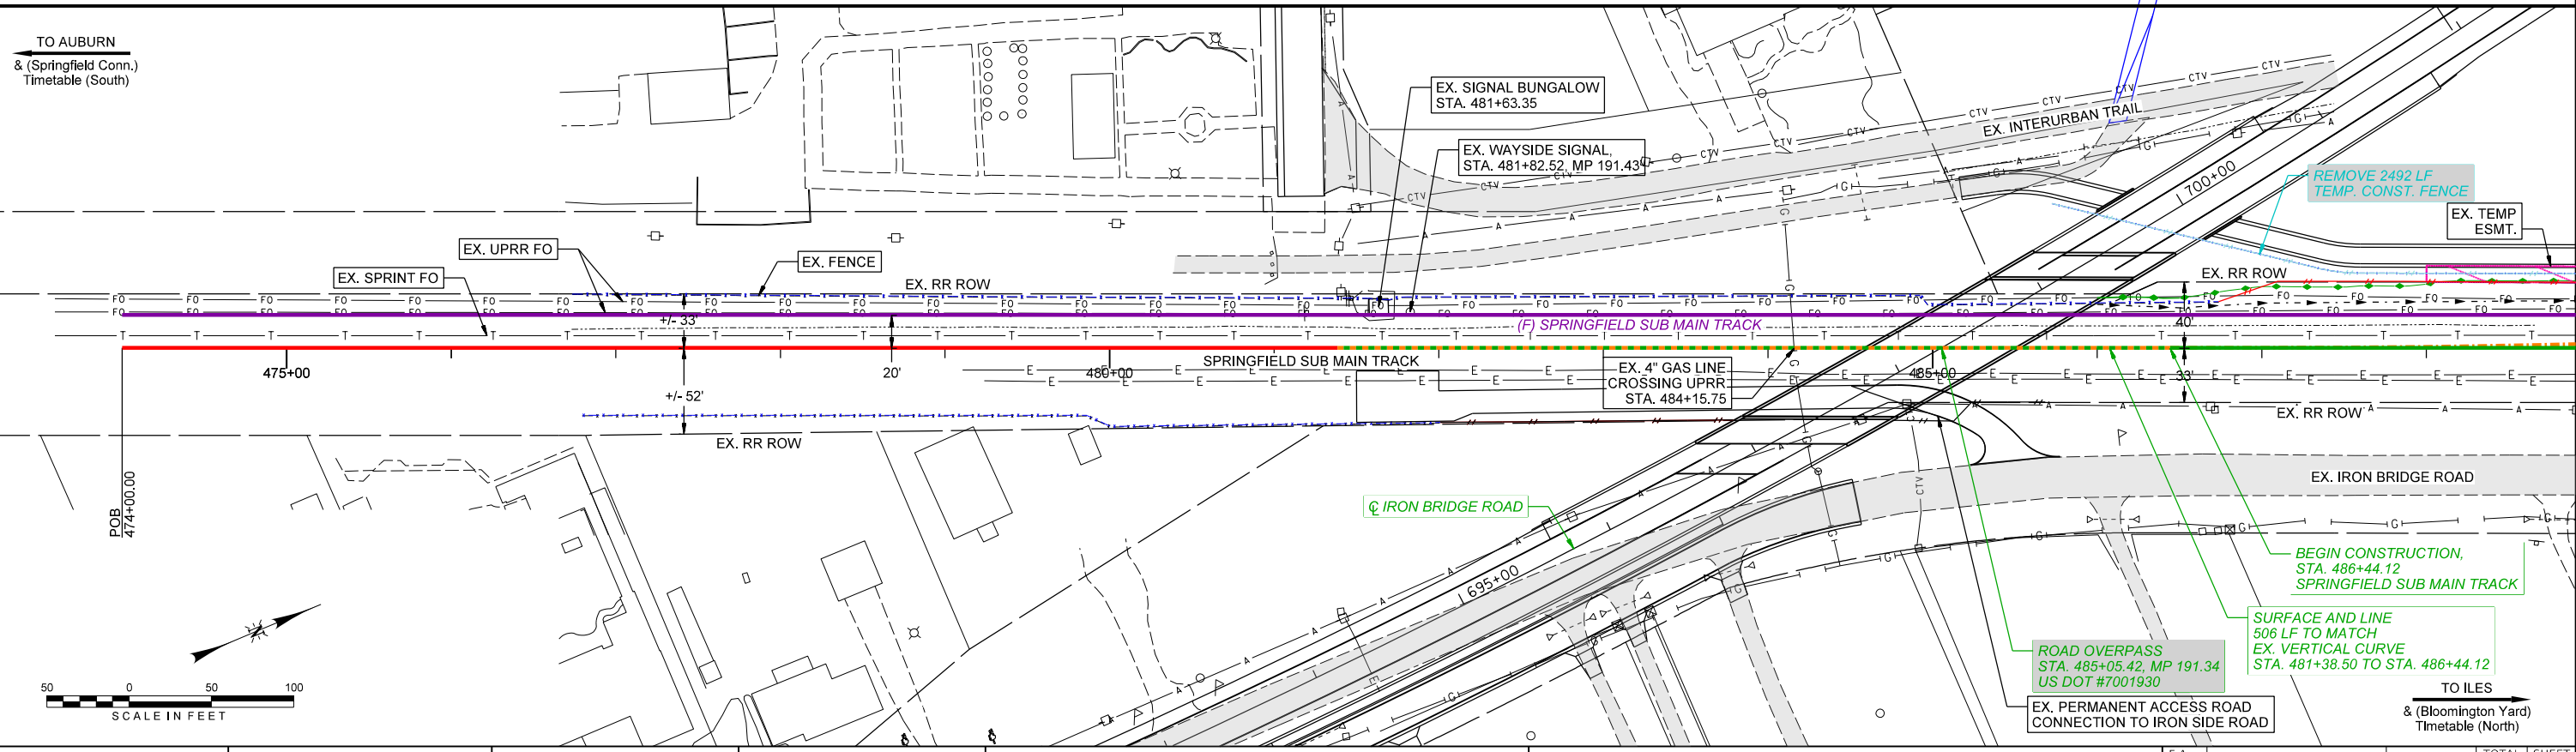 TO AUBURN
& (Springfield Conn.)
Timetable (South)
EX. SIGNAL BUNGALOW
STA. 481+63.35
EX. WAYSIDE SIGNAL,
STA. 481+82.52, MP 191.43
EX. INTERURBAN TRAIL
CTV CTV CTV CTV CTV CTV
700+00
REMOVE 2492 LF
TEMP. CONST. FENCE
EX. TEMP
ESMT.
EX. UPRR FO
EX. SPRINT FO
EX. FENCE
EX. RR ROW
EX. RR ROW
+/- 33'
(F) SPRINGFIELD SUB MAIN TRACK
40'
SPRINGFIELD SUB MAIN TRACK
475+00
20'
480+00
485+00
33'
+/- 52'
EX. 4" GAS LINE
CROSSING UPRR
STA. 484+15.75
EX. RR ROW
EX. RR ROW
POB
474+00.00
EX. IRON BRIDGE ROAD
℄ IRON BRIDGE ROAD
695+00
BEGIN CONSTRUCTION,
STA. 486+44.12
SPRINGFIELD SUB MAIN TRACK
SURFACE AND LINE
506 LF TO MATCH
EX. VERTICAL CURVE
STA. 481+38.50 TO STA. 486+44.12
ROAD OVERPASS
STA. 485+05.42, MP 191.34
US DOT #7001930
EX. PERMANENT ACCESS ROAD
CONNECTION TO IRON SIDE ROAD
N
50 0 50 100
SCALE IN FEET
TO ILES
& (Bloomington Yard)
Timetable (North)
TOTAL SHEET